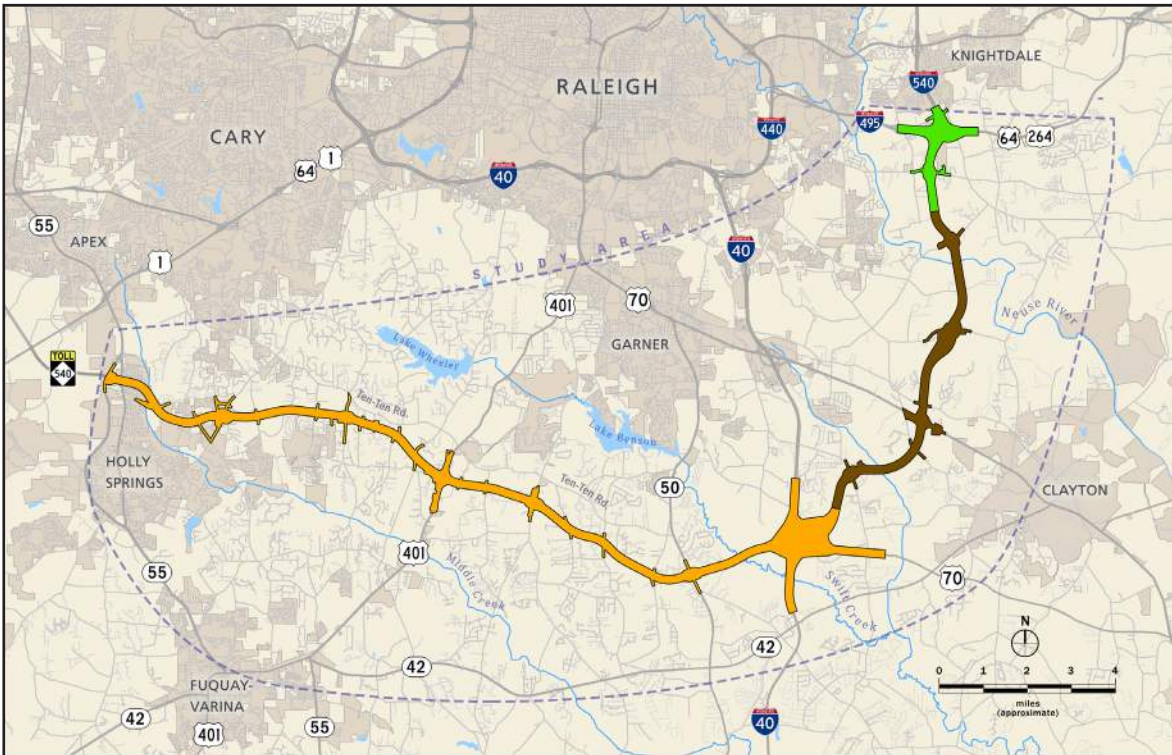 KNIGHTDALE
540
RALEIGH
495
440
64
264
CARY
1
64
40
55
APEX
40
1
STUDY AREA
401
70
Neuse River
GARNER
Lake Wheeler
TOLL
540
Ten-Ten Rd.
Lake Benson
HOLLY
SPRINGS
Ten-Ten Rd.
50
CLAYTON
401
55
Middle Creek
Swift Creek
70
42
42
N
0 1 2 3 4
miles
(approximate)
FUQUAY-
VARINA
42
401
55
40